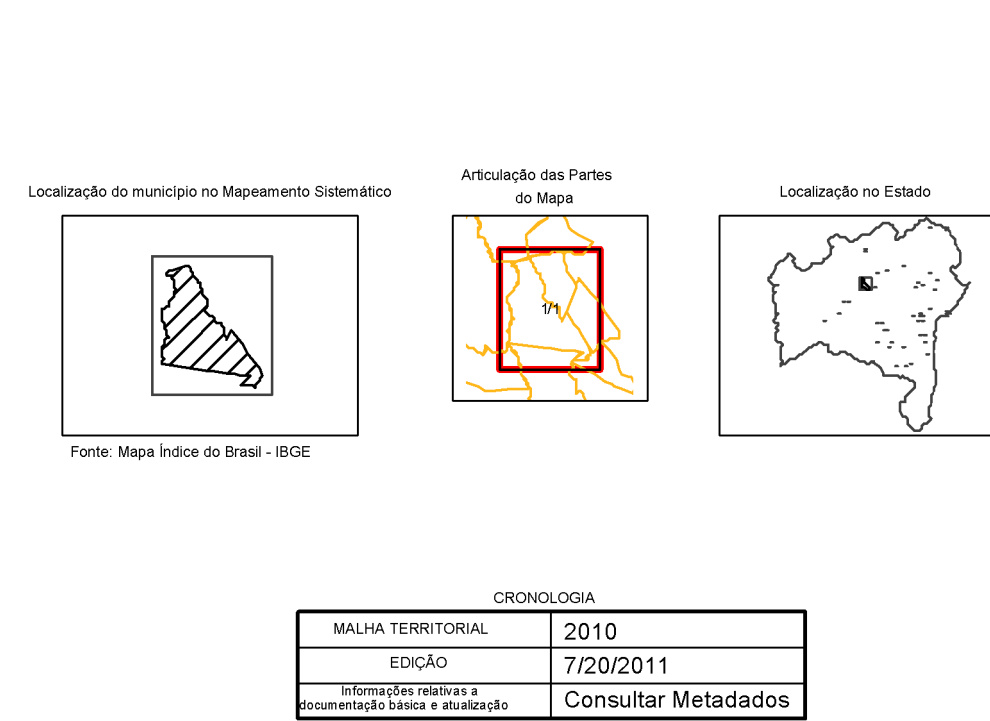 Localização do município no Mapeamento Sistemático
Articulação das Partes
do Mapa
Localização no Estado
1/1
Fonte: Mapa Índice do Brasil - IBGE
CRONOLOGIA
MALHA TERRITORIAL 2010
EDIÇÃO 7/20/2011
Informações relativas a
documentação básica e atualização Consultar Metadados